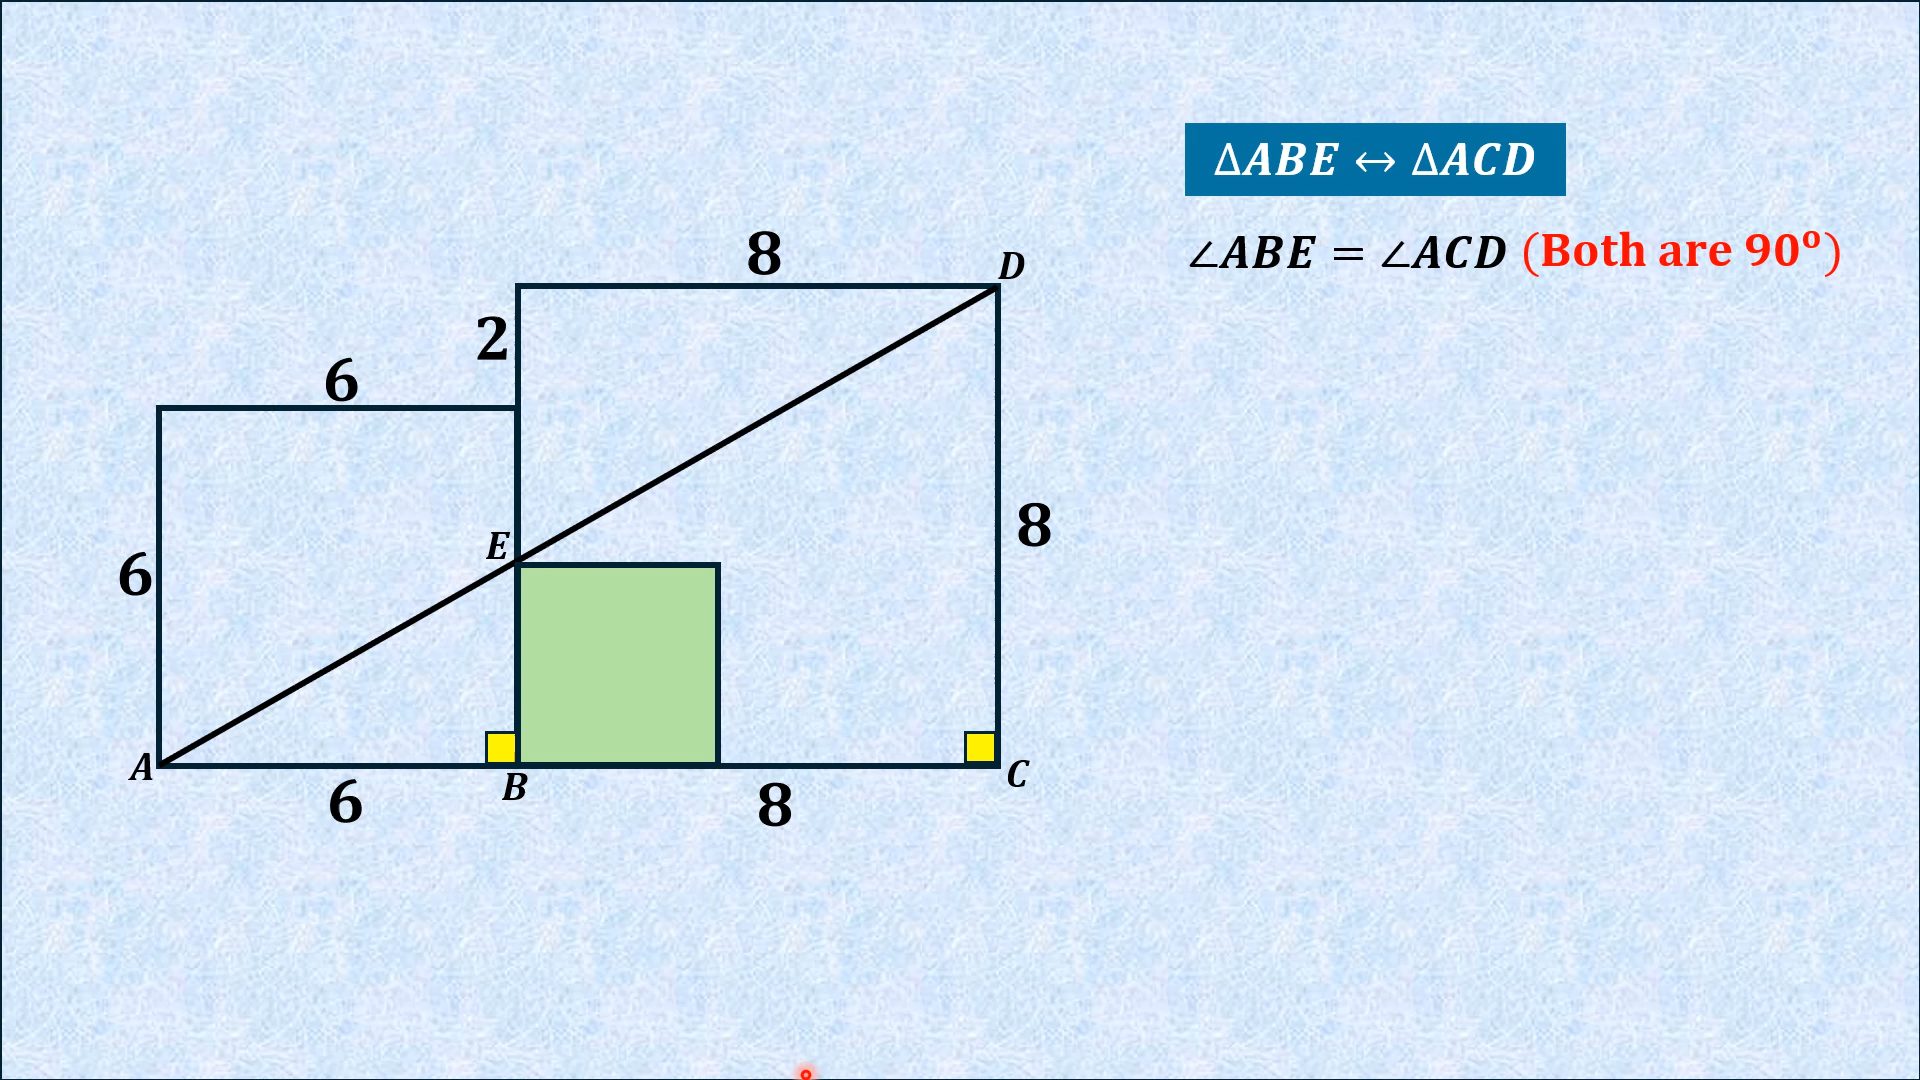 ΔABE ↔ ΔACD
∠ABE = ∠ACD (Both are 90º)
8
D
2
6
E
8
6
A
B
C
6
8